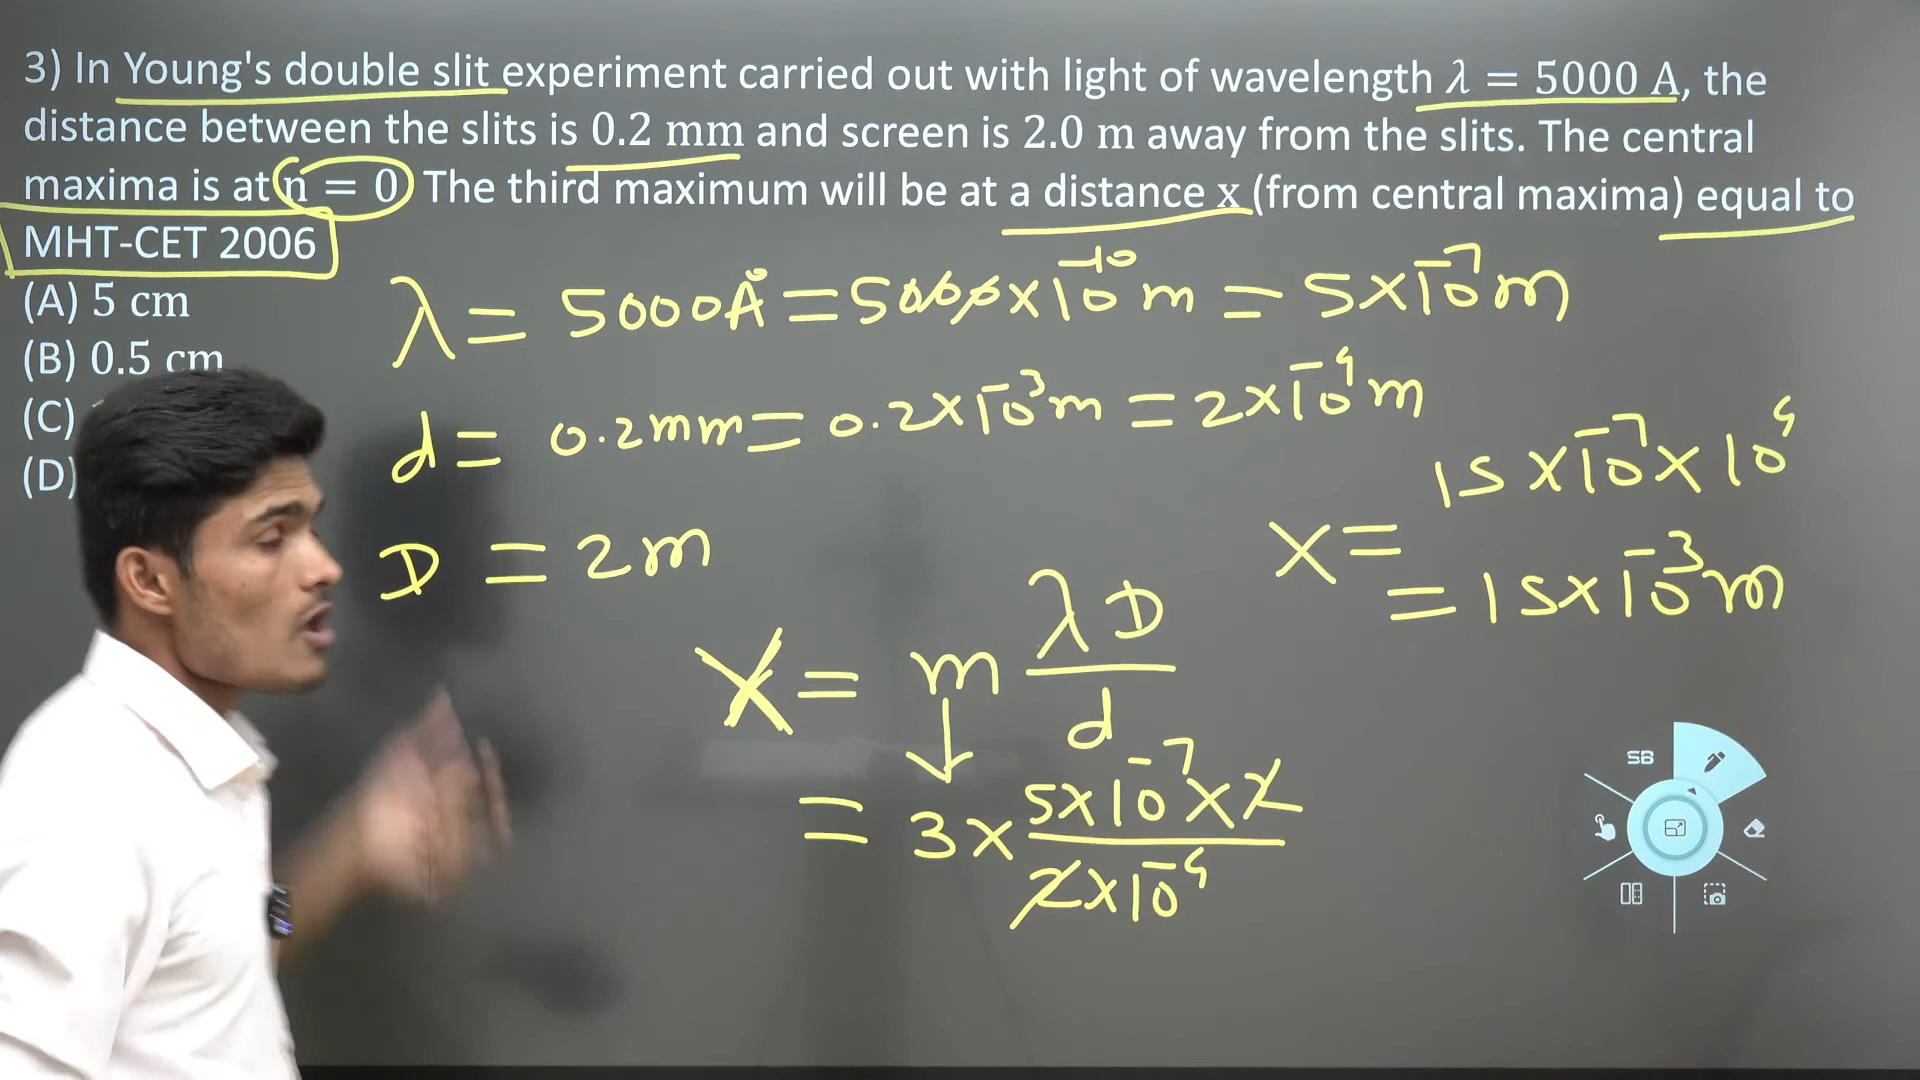 3) In Young's double slit experiment carried out with light of wavelength λ = 5000 A, the
distance between the slits is 0.2 mm and screen is 2.0 m away from the slits. The central
maxima is at n = 0 The third maximum will be at a distance x (from central maxima) equal to
MHT-CET 2006
(A) 5 cm
(B) 0.5 cm
(C)
(D)
λ = 5000Å = 5000×10⁻¹⁰ m = 5×10⁻⁷ m
d = 0.2mm = 0.2×10⁻³ m = 2×10⁻⁴ m
D = 2m
X = m λD/d
= 3× 5×10⁻⁷×2/2×10⁻⁴
X = 15×10⁻⁷×10⁴
= 15×10⁻³ m
SB